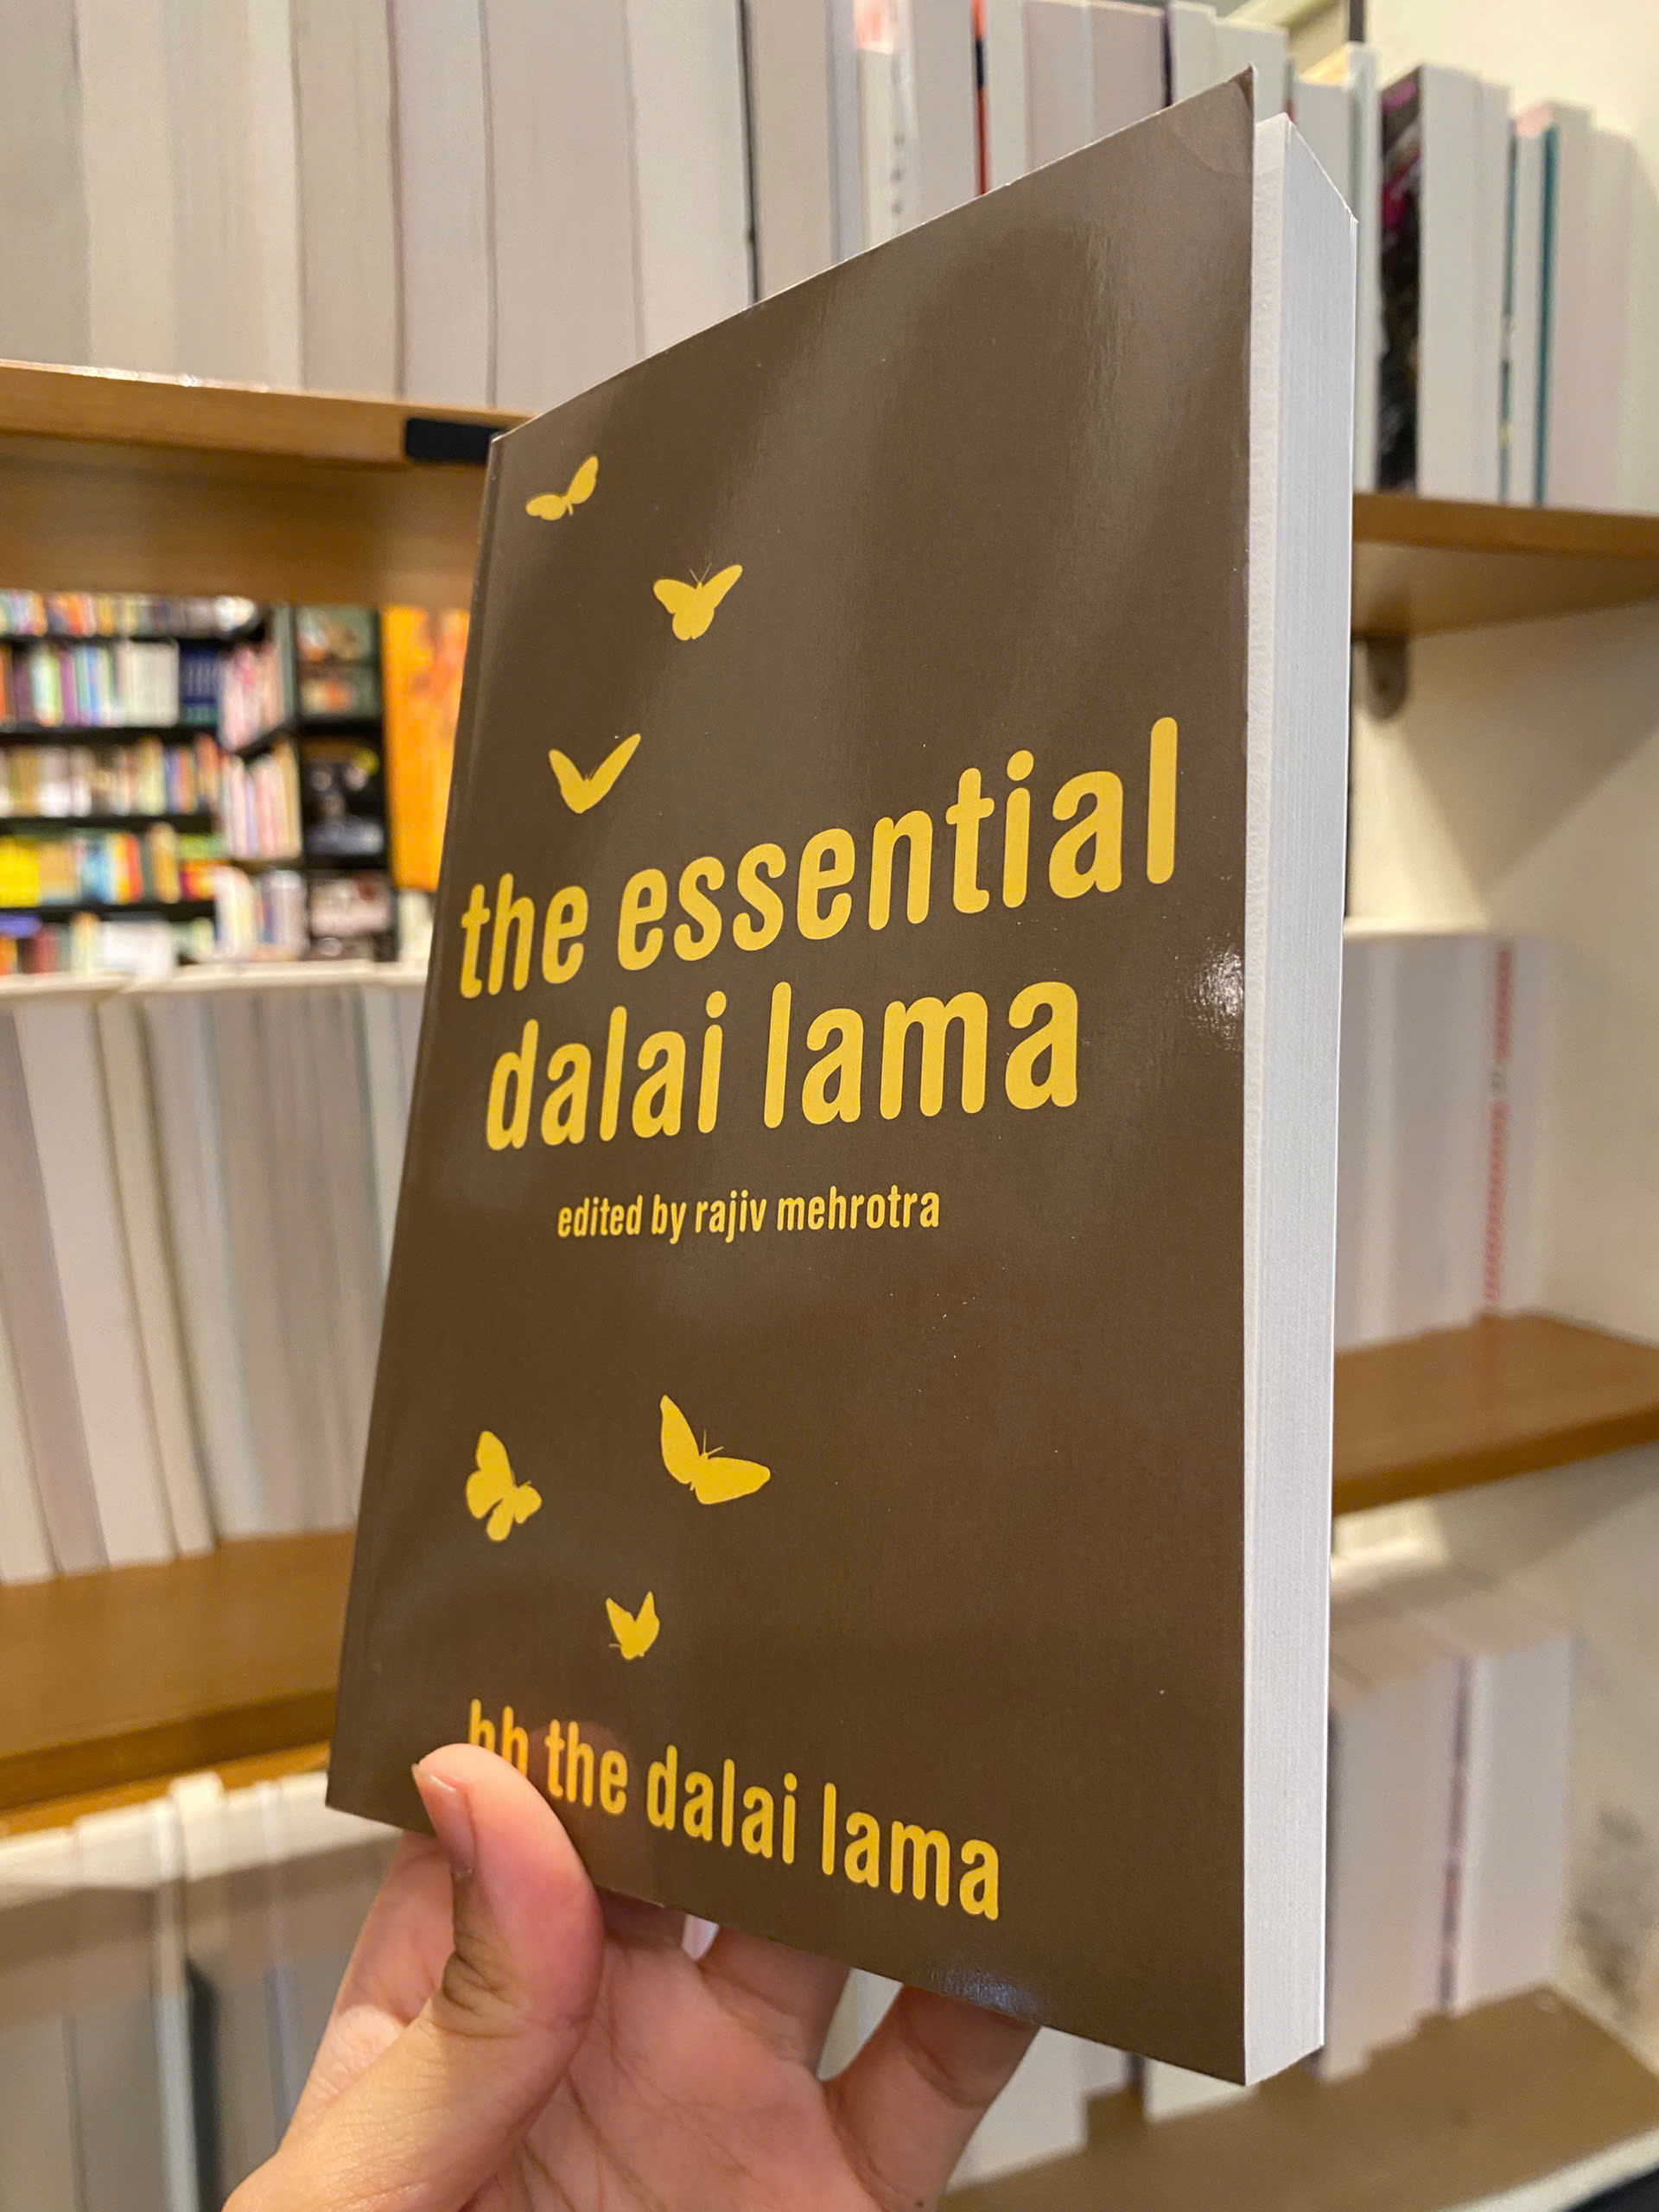 the essential
dalai lama
edited by rajiv mehrotra
hh the dalai lama